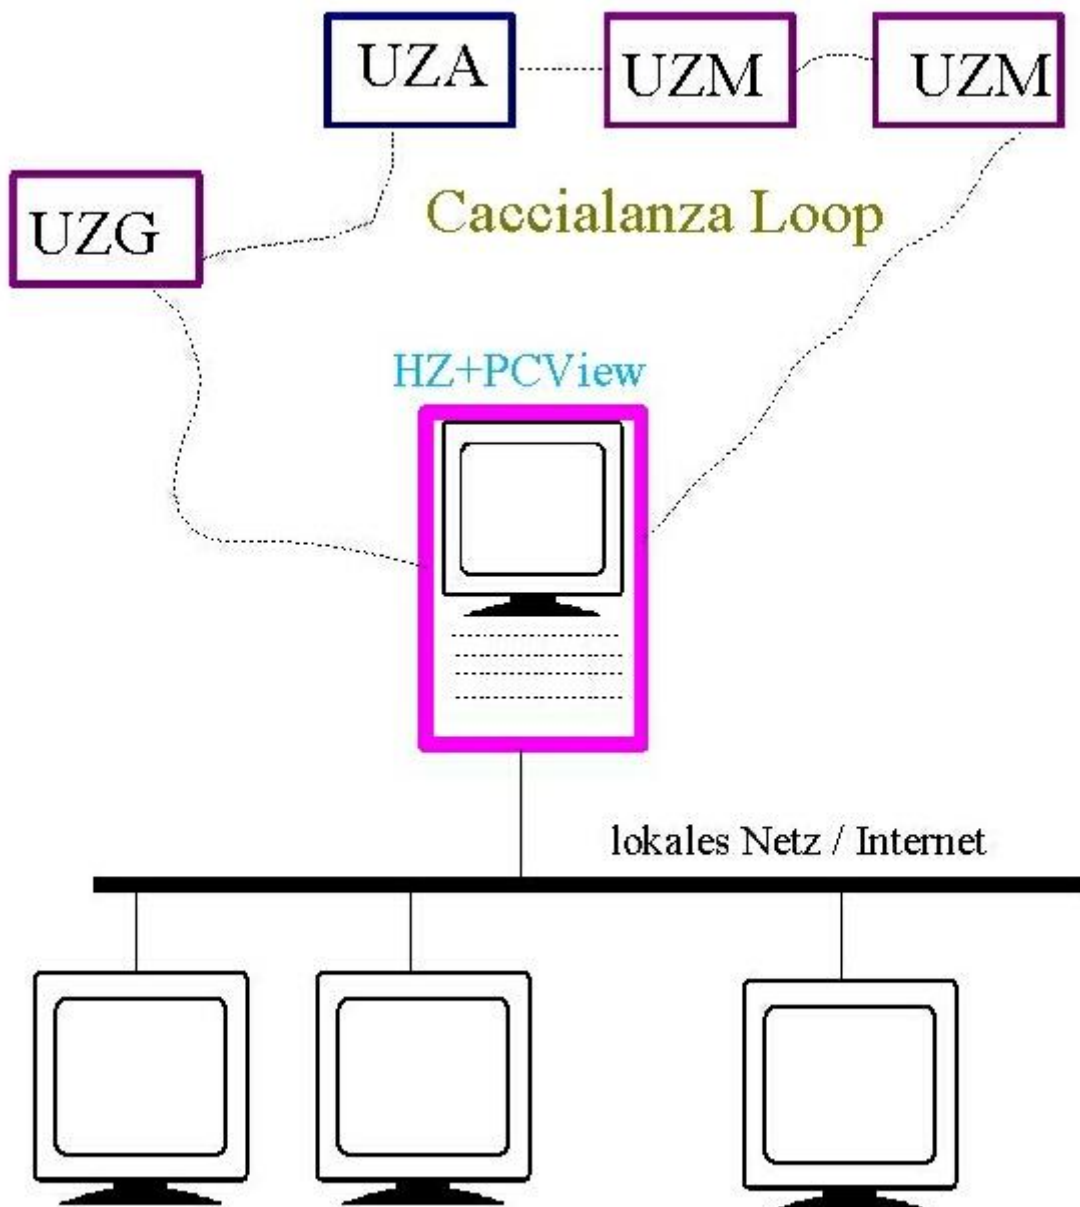 UZA
UZM
UZM
UZG
Caccialanza Loop
HZ+PCView
lokales Netz / Internet